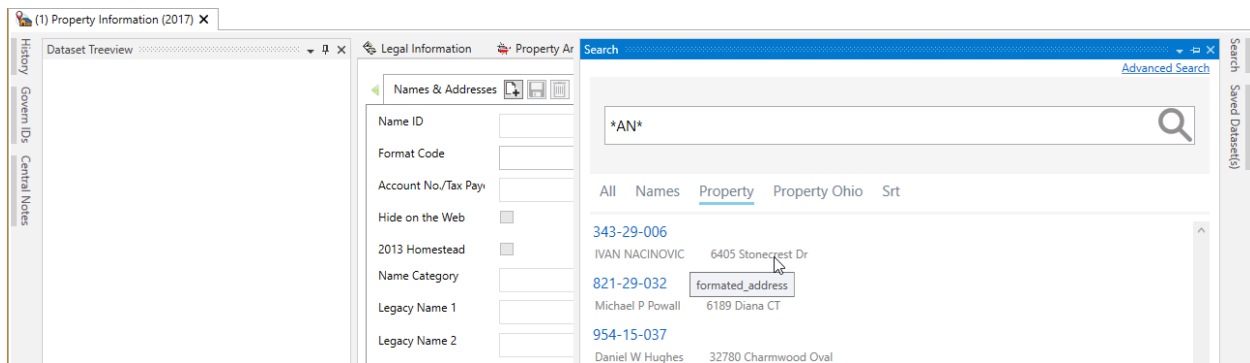 (1) Property Information (2017) X
History
Govern IDs
Central Notes
Dataset Treeview
Legal Information
Property Ar
Names & Addresses
Name ID
Format Code
Account No./Tax Pay
Hide on the Web
2013 Homestead
Name Category
Legacy Name 1
Legacy Name 2
Search
Advanced Search
*AN*
All Names Property Property Ohio Srt
343-29-006
IVAN NACINOVIC 6405 Stonecrest Dr
821-29-032
formated_address
Michael P Powall 6189 Diana CT
954-15-037
Daniel W Hughes 32780 Charmwood Oval
Search
Saved Dataset(s)